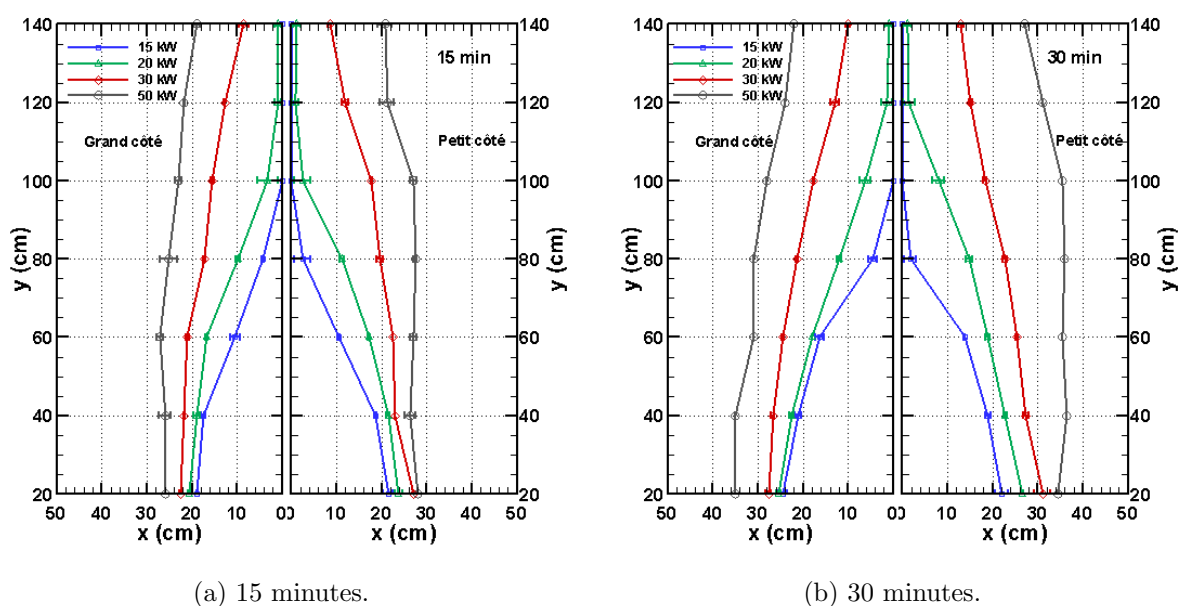 140
120
100
80
60
40
20
y (cm)
15 kW
20 kW
30 kW
50 kW
Grand côté
15 min
Petit côté
140
120
100
80
60
40
20
y (cm)
50 40 30 20 10 0 0 10 20 30 40 50
x (cm) x (cm)
(a) 15 minutes.
140
120
100
80
60
40
20
y (cm)
15 kW
20 kW
30 kW
50 kW
Grand côté
30 min
Petit côté
140
120
100
80
60
40
20
y (cm)
50 40 30 20 10 0 0 10 20 30 40 50
x (cm) x (cm)
(b) 30 minutes.